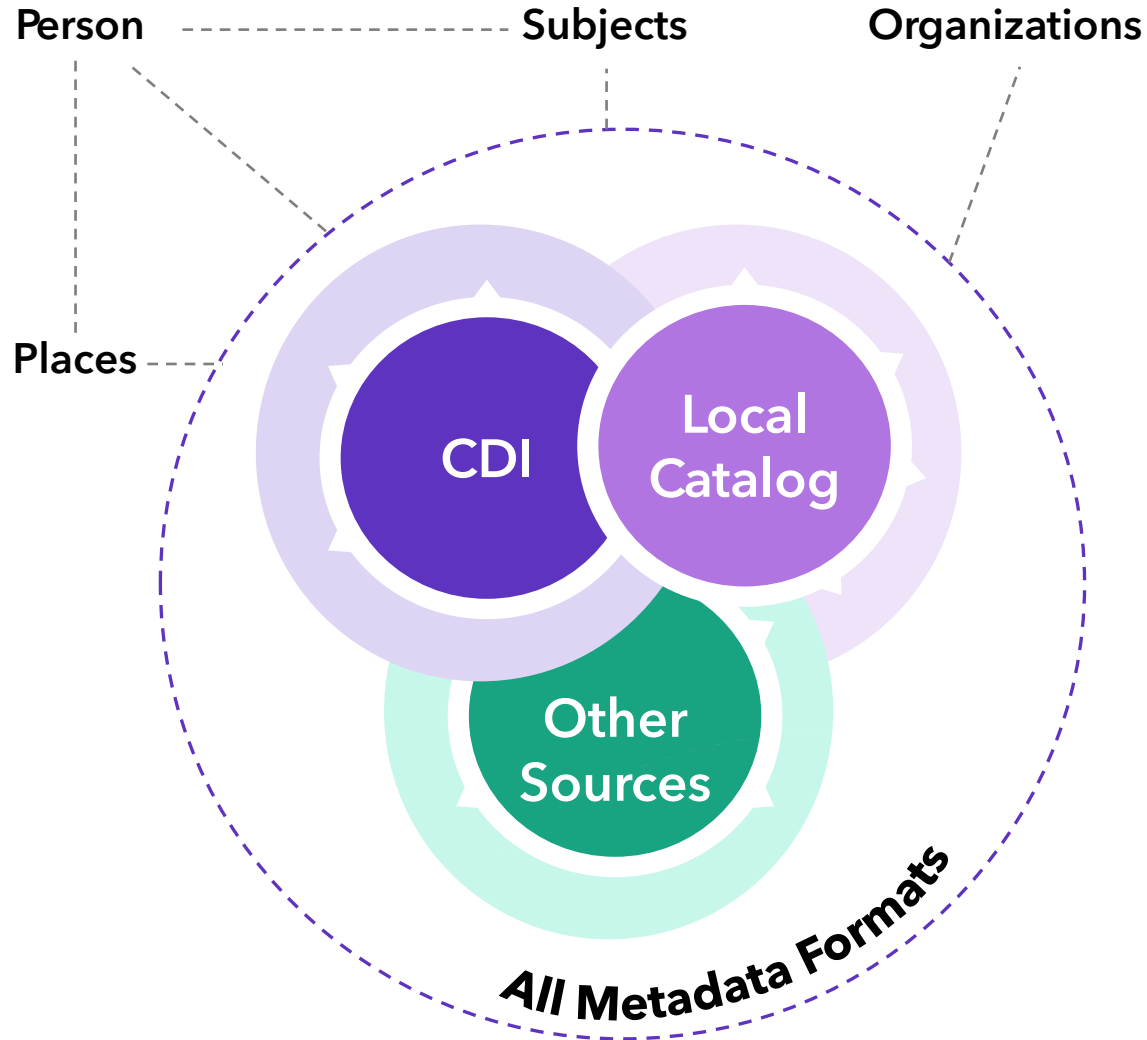 Person
Subjects
Organizations
Places
CDI
Local
Catalog
Other
Sources
All Metadata Formats